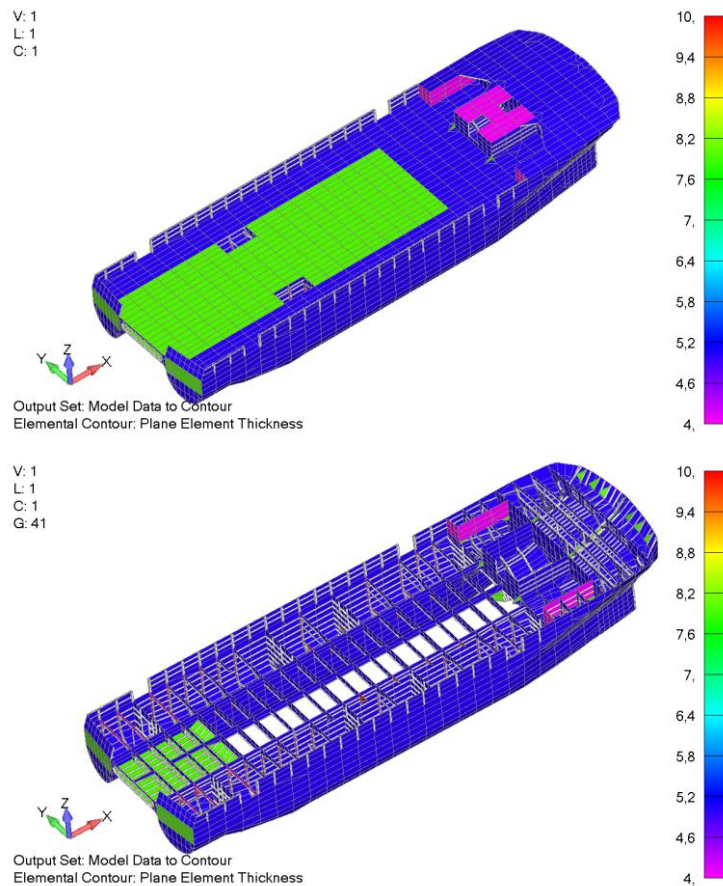 V: 1
L: 1
C: 1
10,
9,4
8,8
8,2
7,6
7,
6,4
5,8
5,2
4,6
4,
Y Z X
Output Set: Model Data to Contour
Elemental Contour: Plane Element Thickness
V: 1
L: 1
C: 1
G: 41
10,
9,4
8,8
8,2
7,6
7,
6,4
5,8
5,2
4,6
4,
Y Z X
Output Set: Model Data to Contour
Elemental Contour: Plane Element Thickness